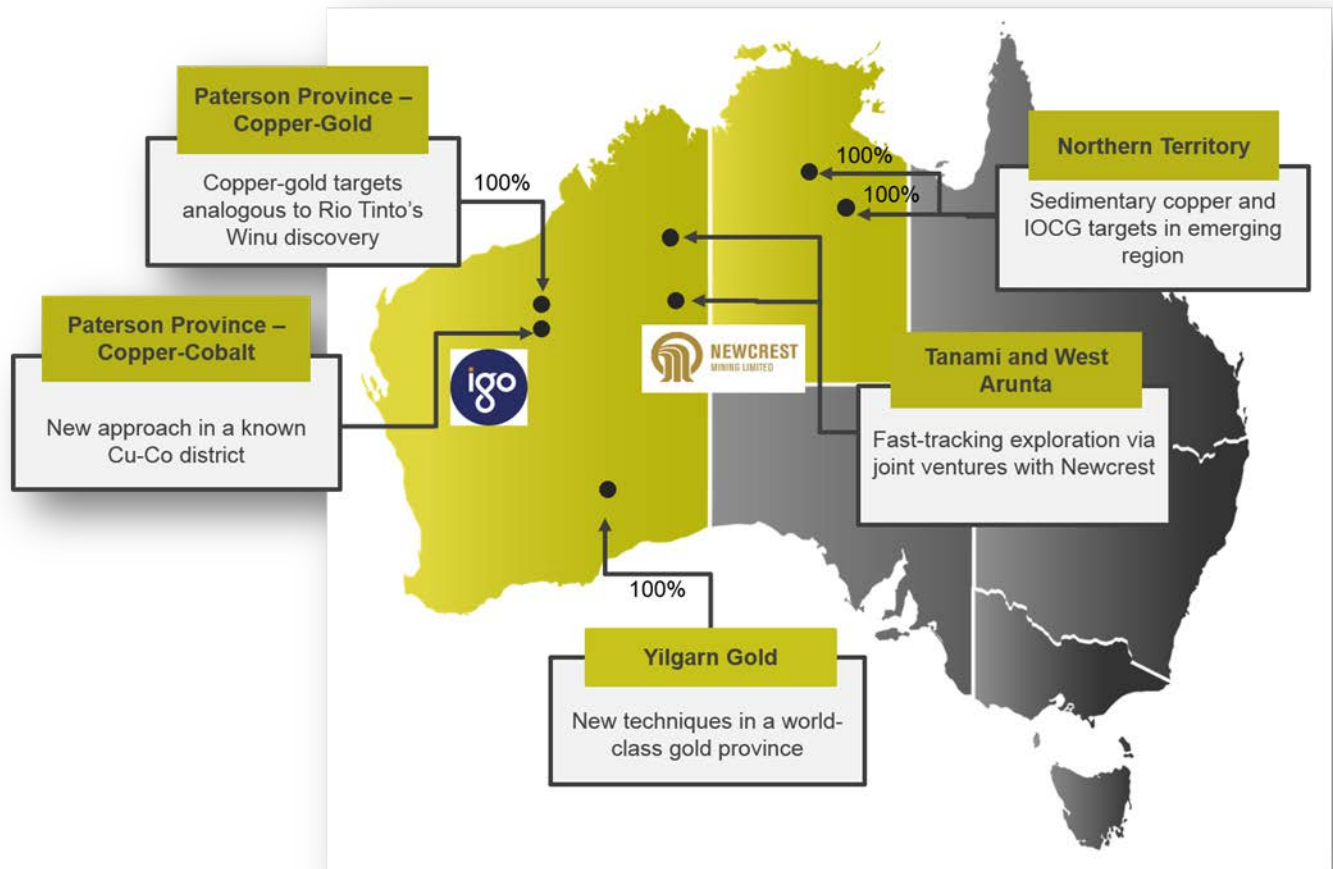 Paterson Province –
Copper-Gold
Copper-gold targets
analogous to Rio Tinto's
Winu discovery
100%
Paterson Province –
Copper-Cobalt
New approach in a known
Cu-Co district
igo
NEWCREST
MINING LIMITED
100%
100%
Northern Territory
Sedimentary copper and
IOCG targets in emerging
region
Tanami and West
Arunta
Fast-tracking exploration via
joint ventures with Newcrest
100%
Yilgarn Gold
New techniques in a world-
class gold province